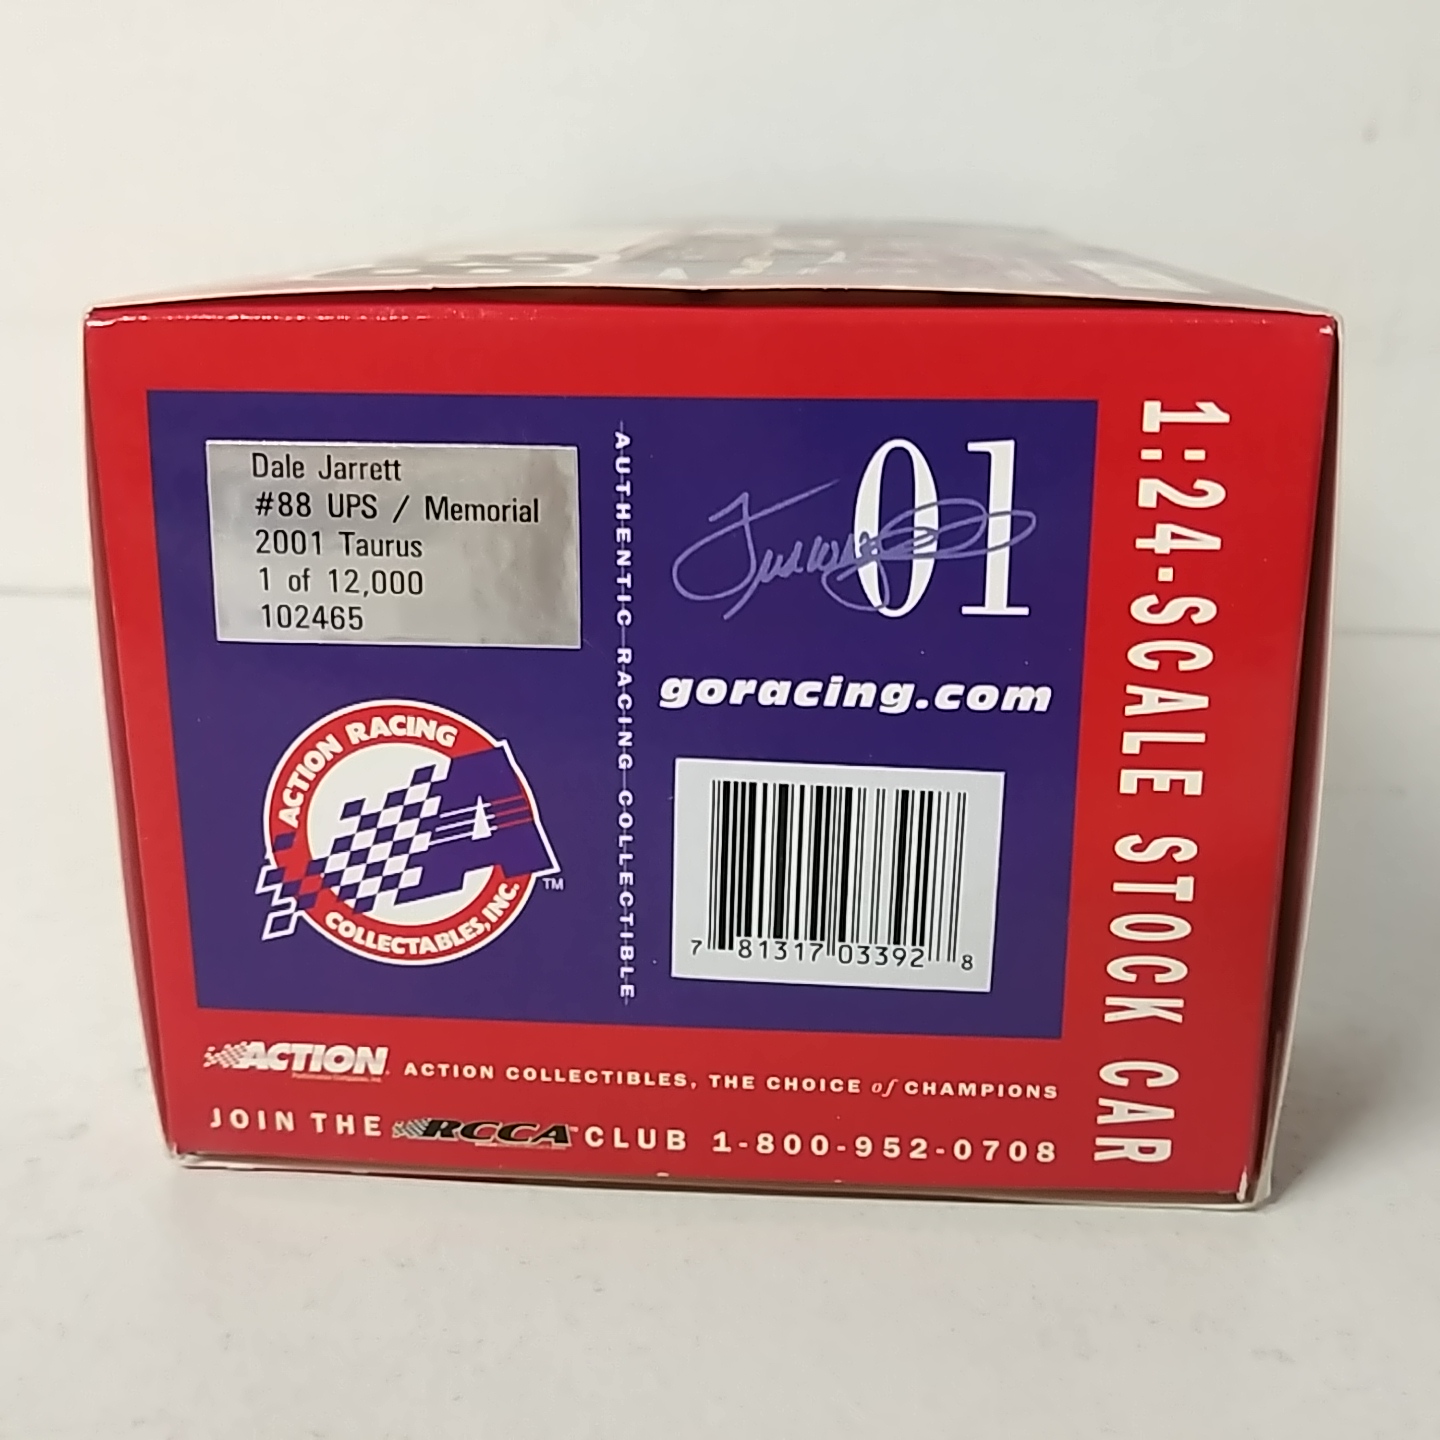 88
Dale Jarrett
#88 UPS / Memorial
2001 Taurus
1 of 12,000
102465
AUTHENTIC RACING COLLECTIBLE
01
goracing.com
ACTION RACING
COLLECTABLES, INC.
TM
7 81317 03392 8
1:24-SCALE STOCK CAR
ACTION ACTION COLLECTIBLES, THE CHOICE of CHAMPIONS
JOIN THE RCCA CLUB 1-800-952-0708